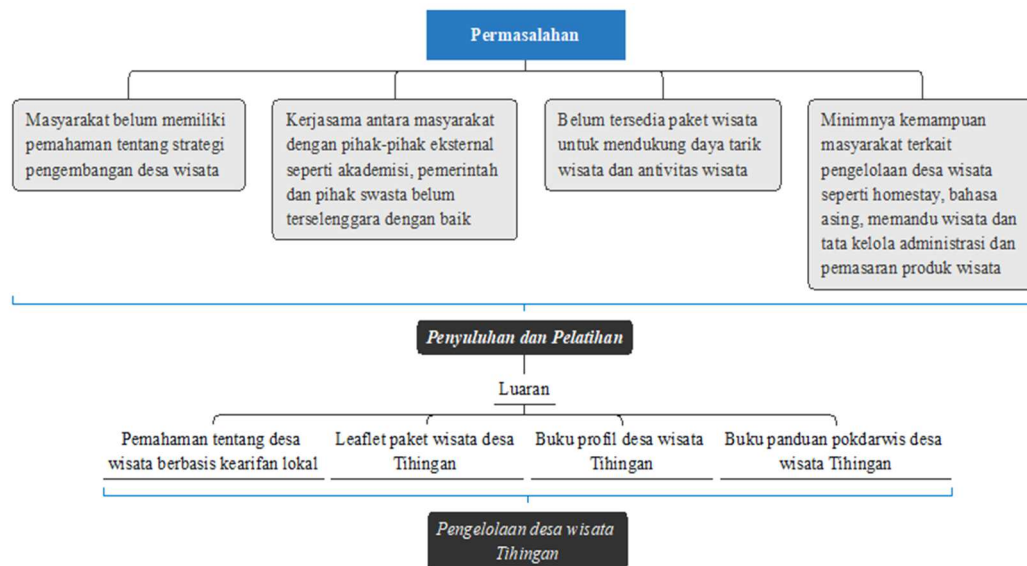 Permasalahan
Masyarakat belum memiliki
pemahaman tentang strategi
pengembangan desa wisata
Kerjasama antara masyarakat
dengan pihak-pihak eksternal
seperti akademisi, pemerintah
dan pihak swasta belum
terselenggara dengan baik
Belum tersedia paket wisata
untuk mendukung daya tarik
wisata dan antivitas wisata
Minimnya kemampuan
masyarakat terkait
pengelolaan desa wisata
seperti homestay, bahasa
asing, memandu wisata dan
tata kelola administrasi dan
pemasaran produk wisata
Penyuluhan dan Pelatihan
Luaran
Pemahaman tentang desa
wisata berbasis kearifan lokal
Leaflet paket wisata desa
Tihingan
Buku profil desa wisata
Tihingan
Buku panduan pokdarwis desa
wisata Tihingan
Pengelolaan desa wisata
Tihingan